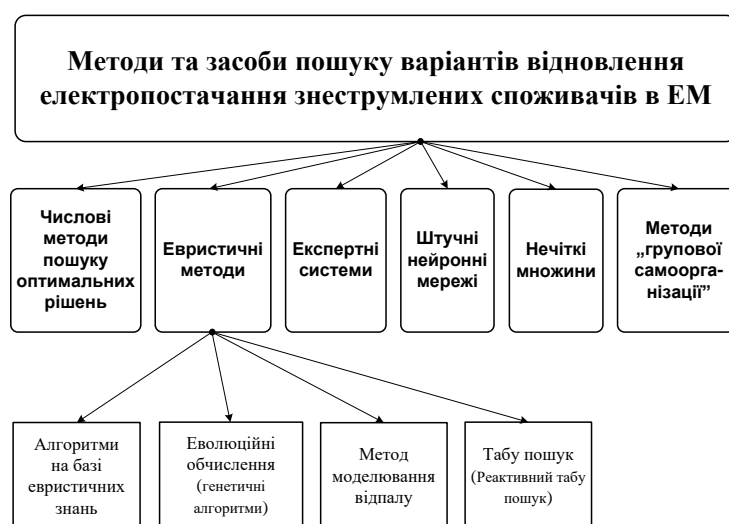 Методи та засоби пошуку варіантів відновлення
електропостачання знеструмлених споживачів в ЕМ
Числові
методи
пошуку
оптимальних
рішень
Евристичні
методи
Експертні
системи
Штучні
нейронні
мережі
Нечіткі
множини
Методи
„групової
самоорга-
нізації”
Алгоритми
на базі
евристичних
знань
Еволюційні
обчислення
(генетичні
алгоритми)
Метод
моделювання
відпалу
Табу пошук
(Реактивний табу
пошук)